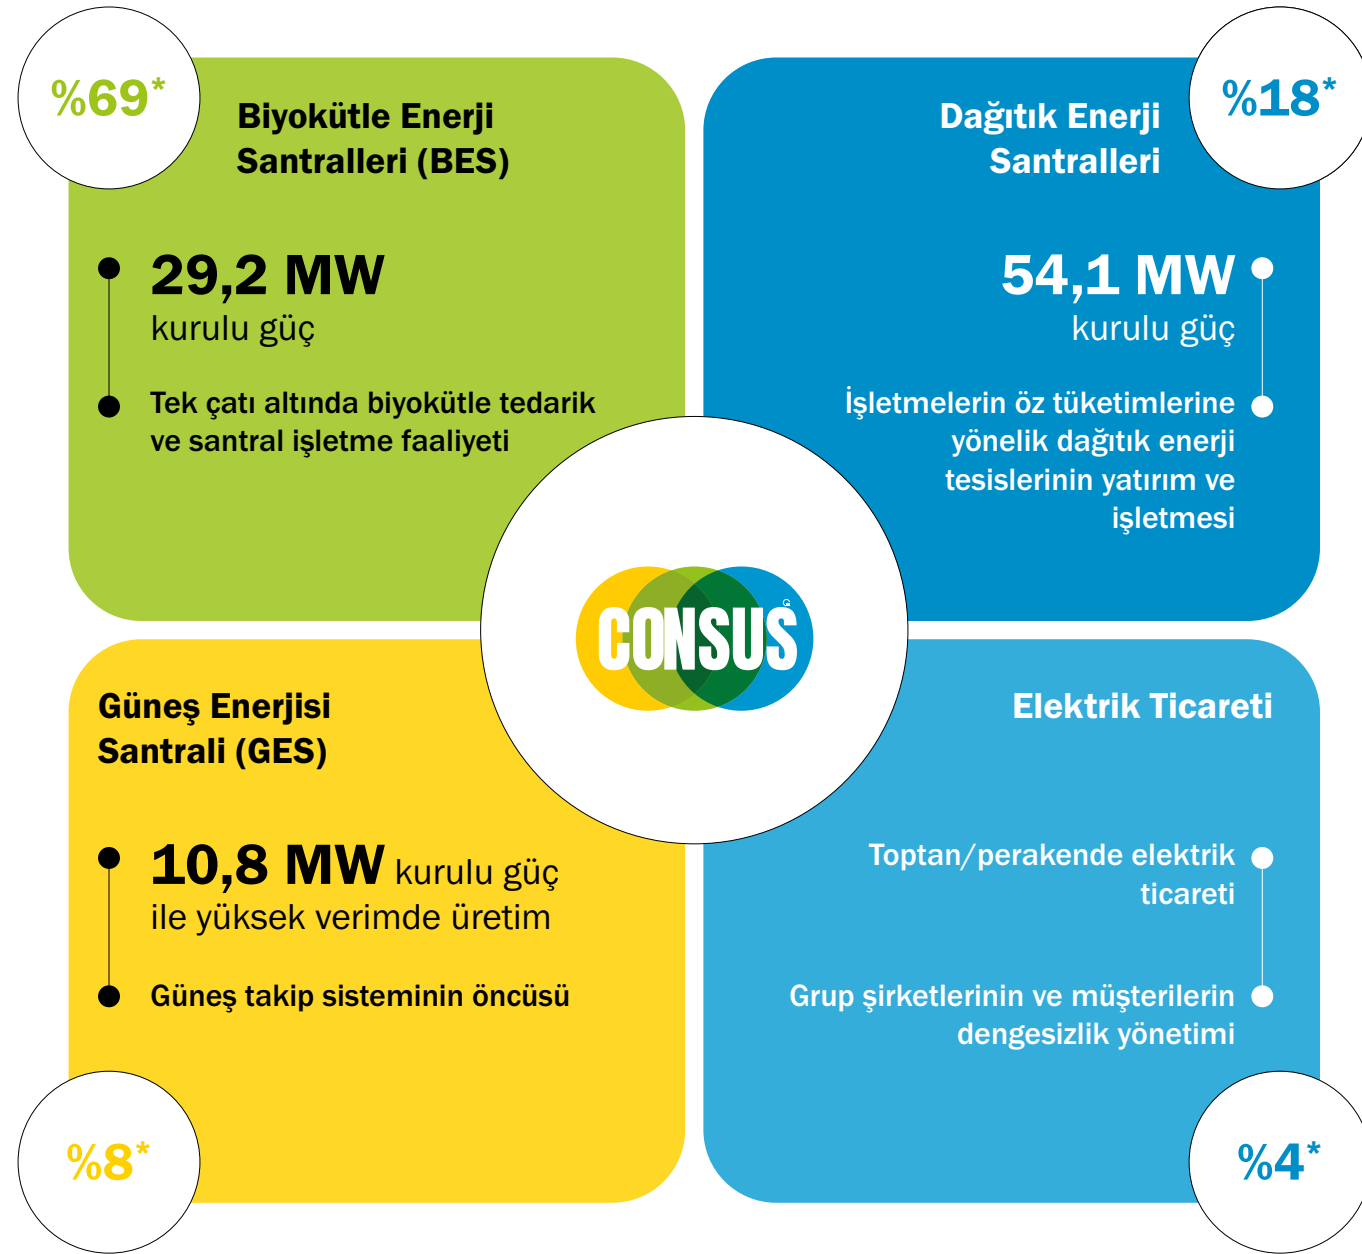 %69*
Biyokütle Enerji
Santralleri (BES)
29,2 MW
kurulu güç
Tek çatı altında biyokütle tedarik
ve santral işletme faaliyeti
%18*
Dağıtık Enerji
Santralleri
54,1 MW
kurulu güç
İşletmelerin öz tüketimlerine
yönelik dağıtık enerji
tesislerinin yatırım ve
işletmesi
CONSUS
Güneş Enerjisi
Santrali (GES)
10,8 MW kurulu güç
ile yüksek verimde üretim
Güneş takip sisteminin öncüsü
%8*
Elektrik Ticareti
Toptan/perakende elektrik
ticareti
Grup şirketlerinin ve müşterilerin
dengesizlik yönetimi
%4*